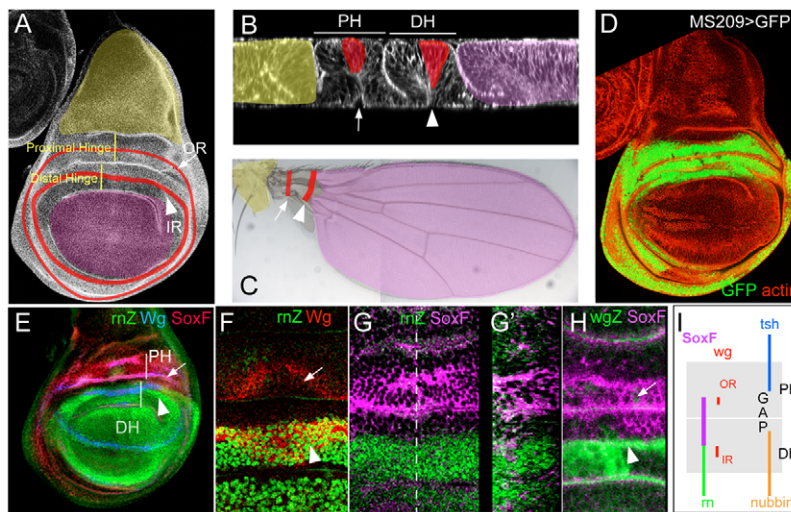 A
Proximal Hinge
OR
Distal Hinge
IR
B
PH
DH
C
D
MS209>GFP
GFP actin
E
rnZ Wg SoxF
PH
DH
F
rnZ Wg
G
rnZ SoxF
G'
H
wgZ SoxF
I
tsh
SoxF
wg
OR
G
A
P
IR
rn
nubbin